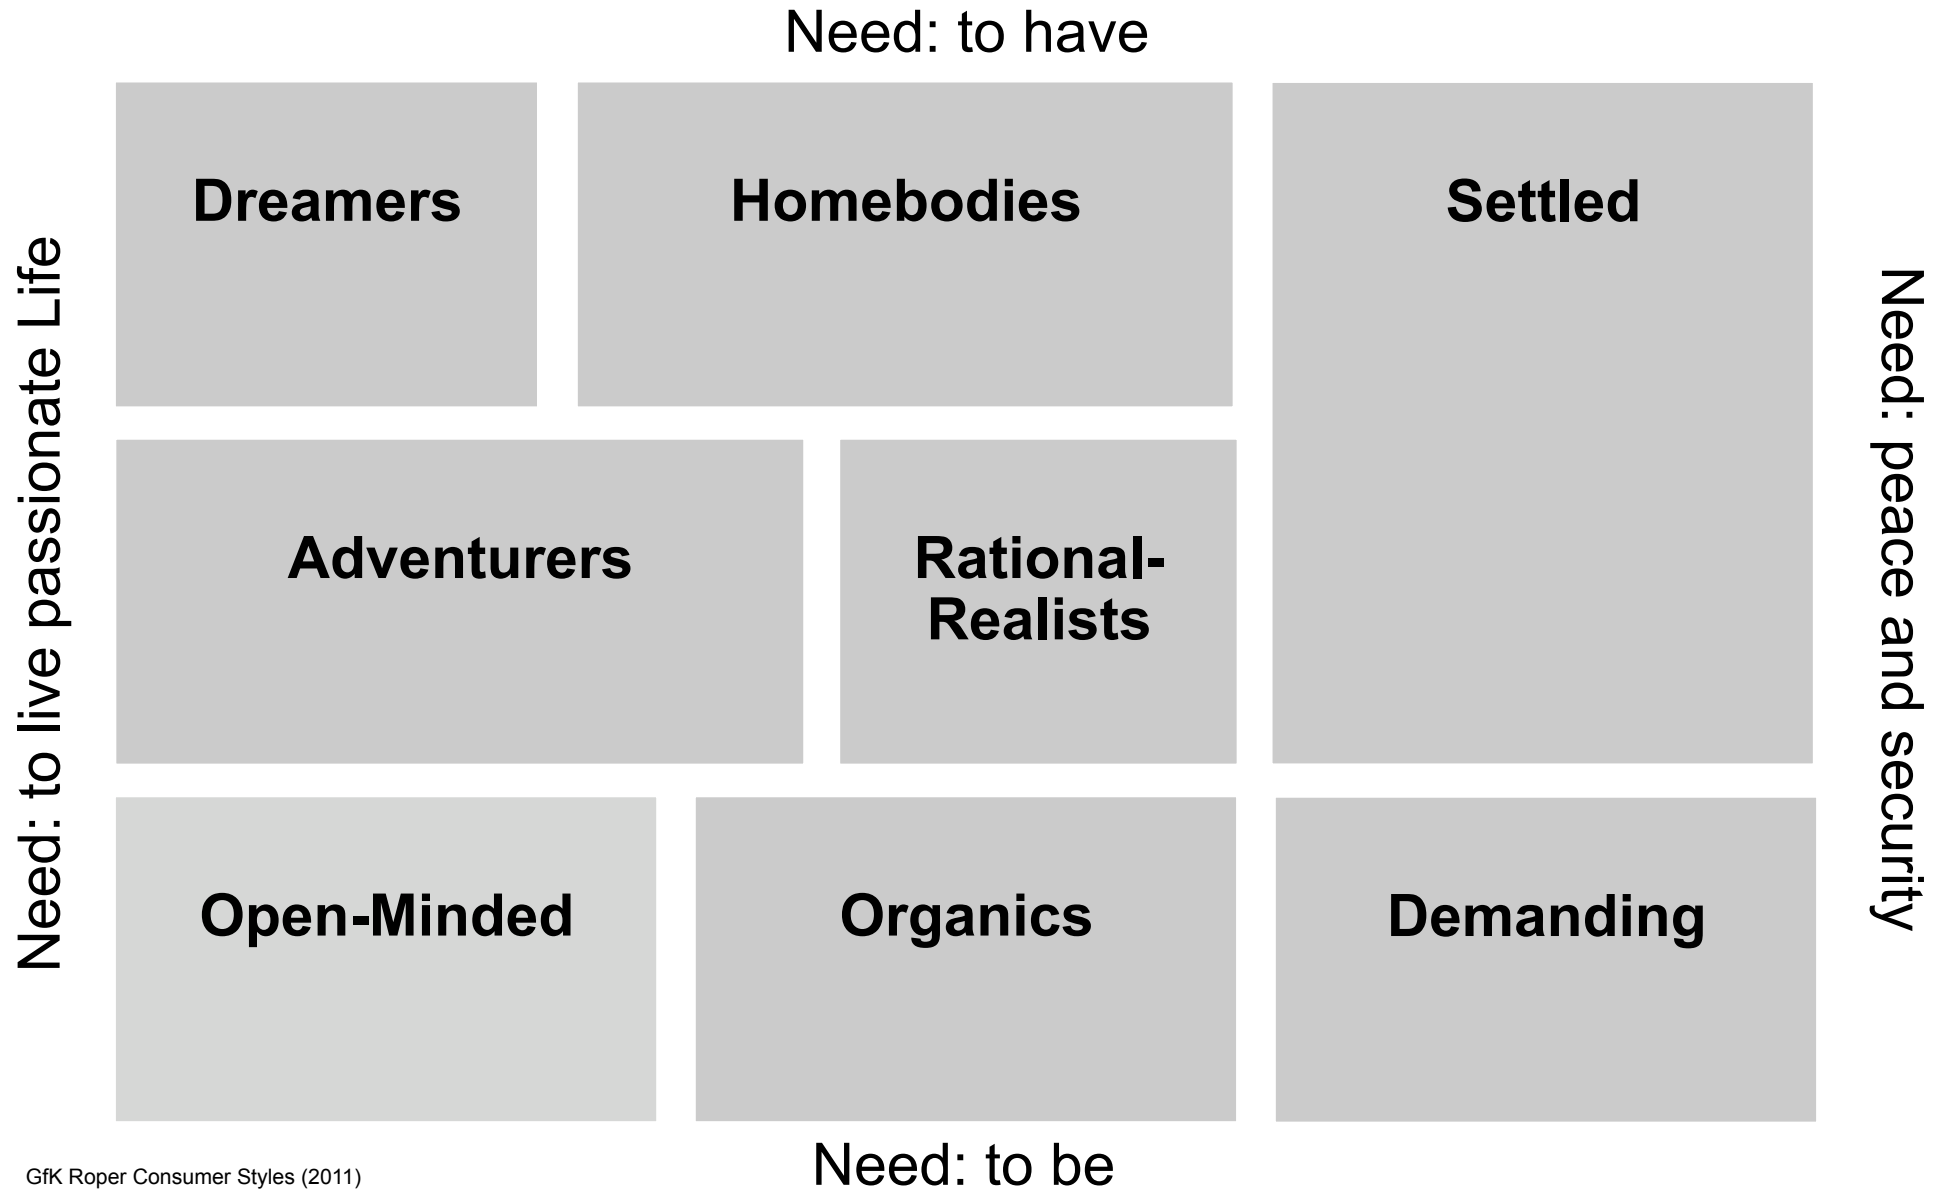 Need: to have
Dreamers
Homebodies
Settled
Need: to live passionate Life
Need: peace and security
Adventurers
Rational-
Realists
Open-Minded
Organics
Demanding
Need: to be
GfK Roper Consumer Styles (2011)